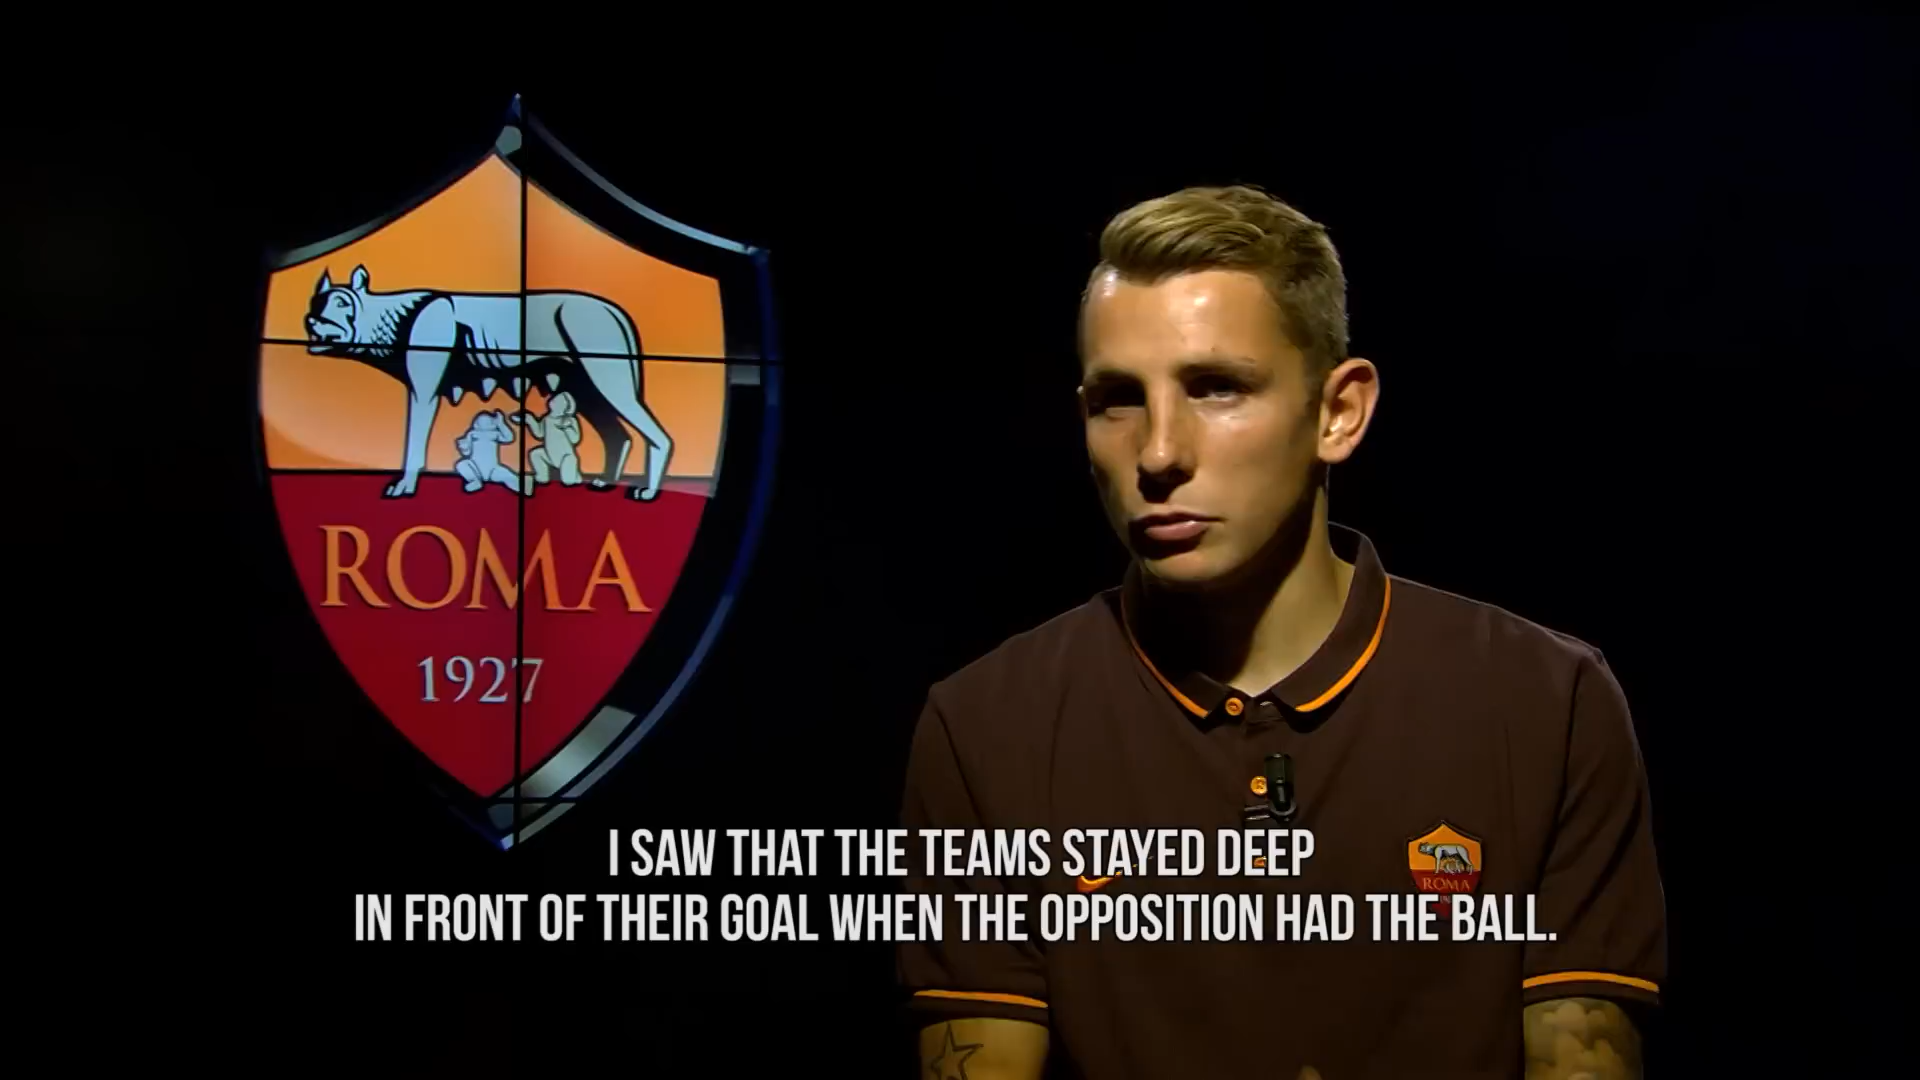 ROMA
1927
ROMA
I SAW THAT THE TEAMS STAYED DEEP
IN FRONT OF THEIR GOAL WHEN THE OPPOSITION HAD THE BALL.